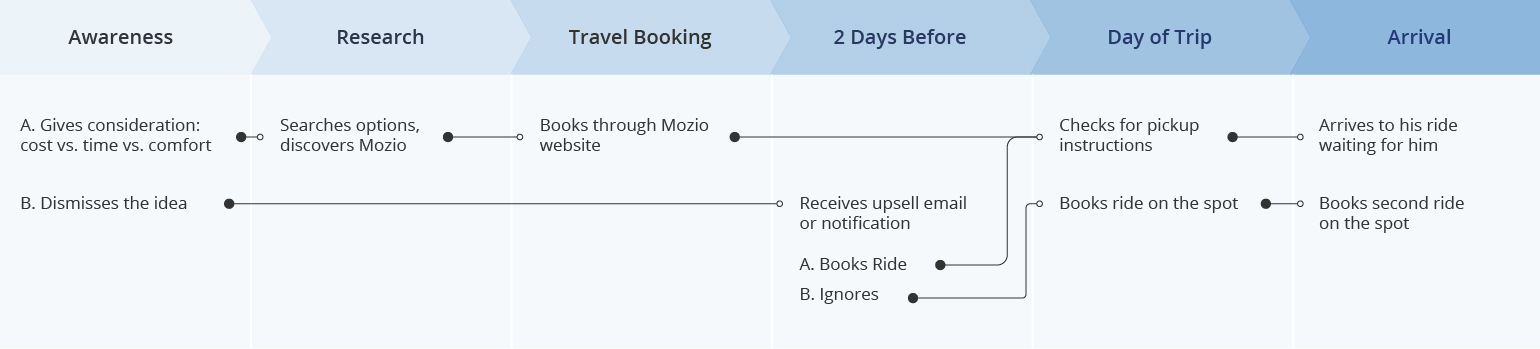 Awareness
Research
Travel Booking
2 Days Before
Day of Trip
Arrival
A. Gives consideration:
cost vs. time vs. comfort
Searches options,
discovers Mozio
Books through Mozio
website
Checks for pickup
instructions
Arrives to his ride
waiting for him
B. Dismisses the idea
Receives upsell email
or notification
Books ride on the spot
Books second ride
on the spot
A. Books Ride
B. Ignores